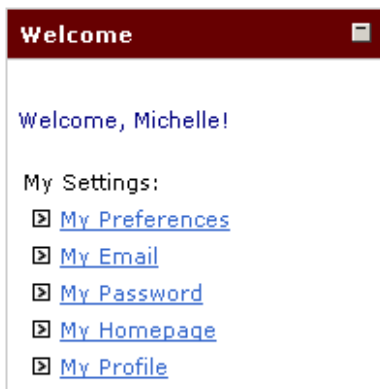 Welcome
Welcome, Michelle!
My Settings:
My Preferences
My Email
My Password
My Homepage
My Profile